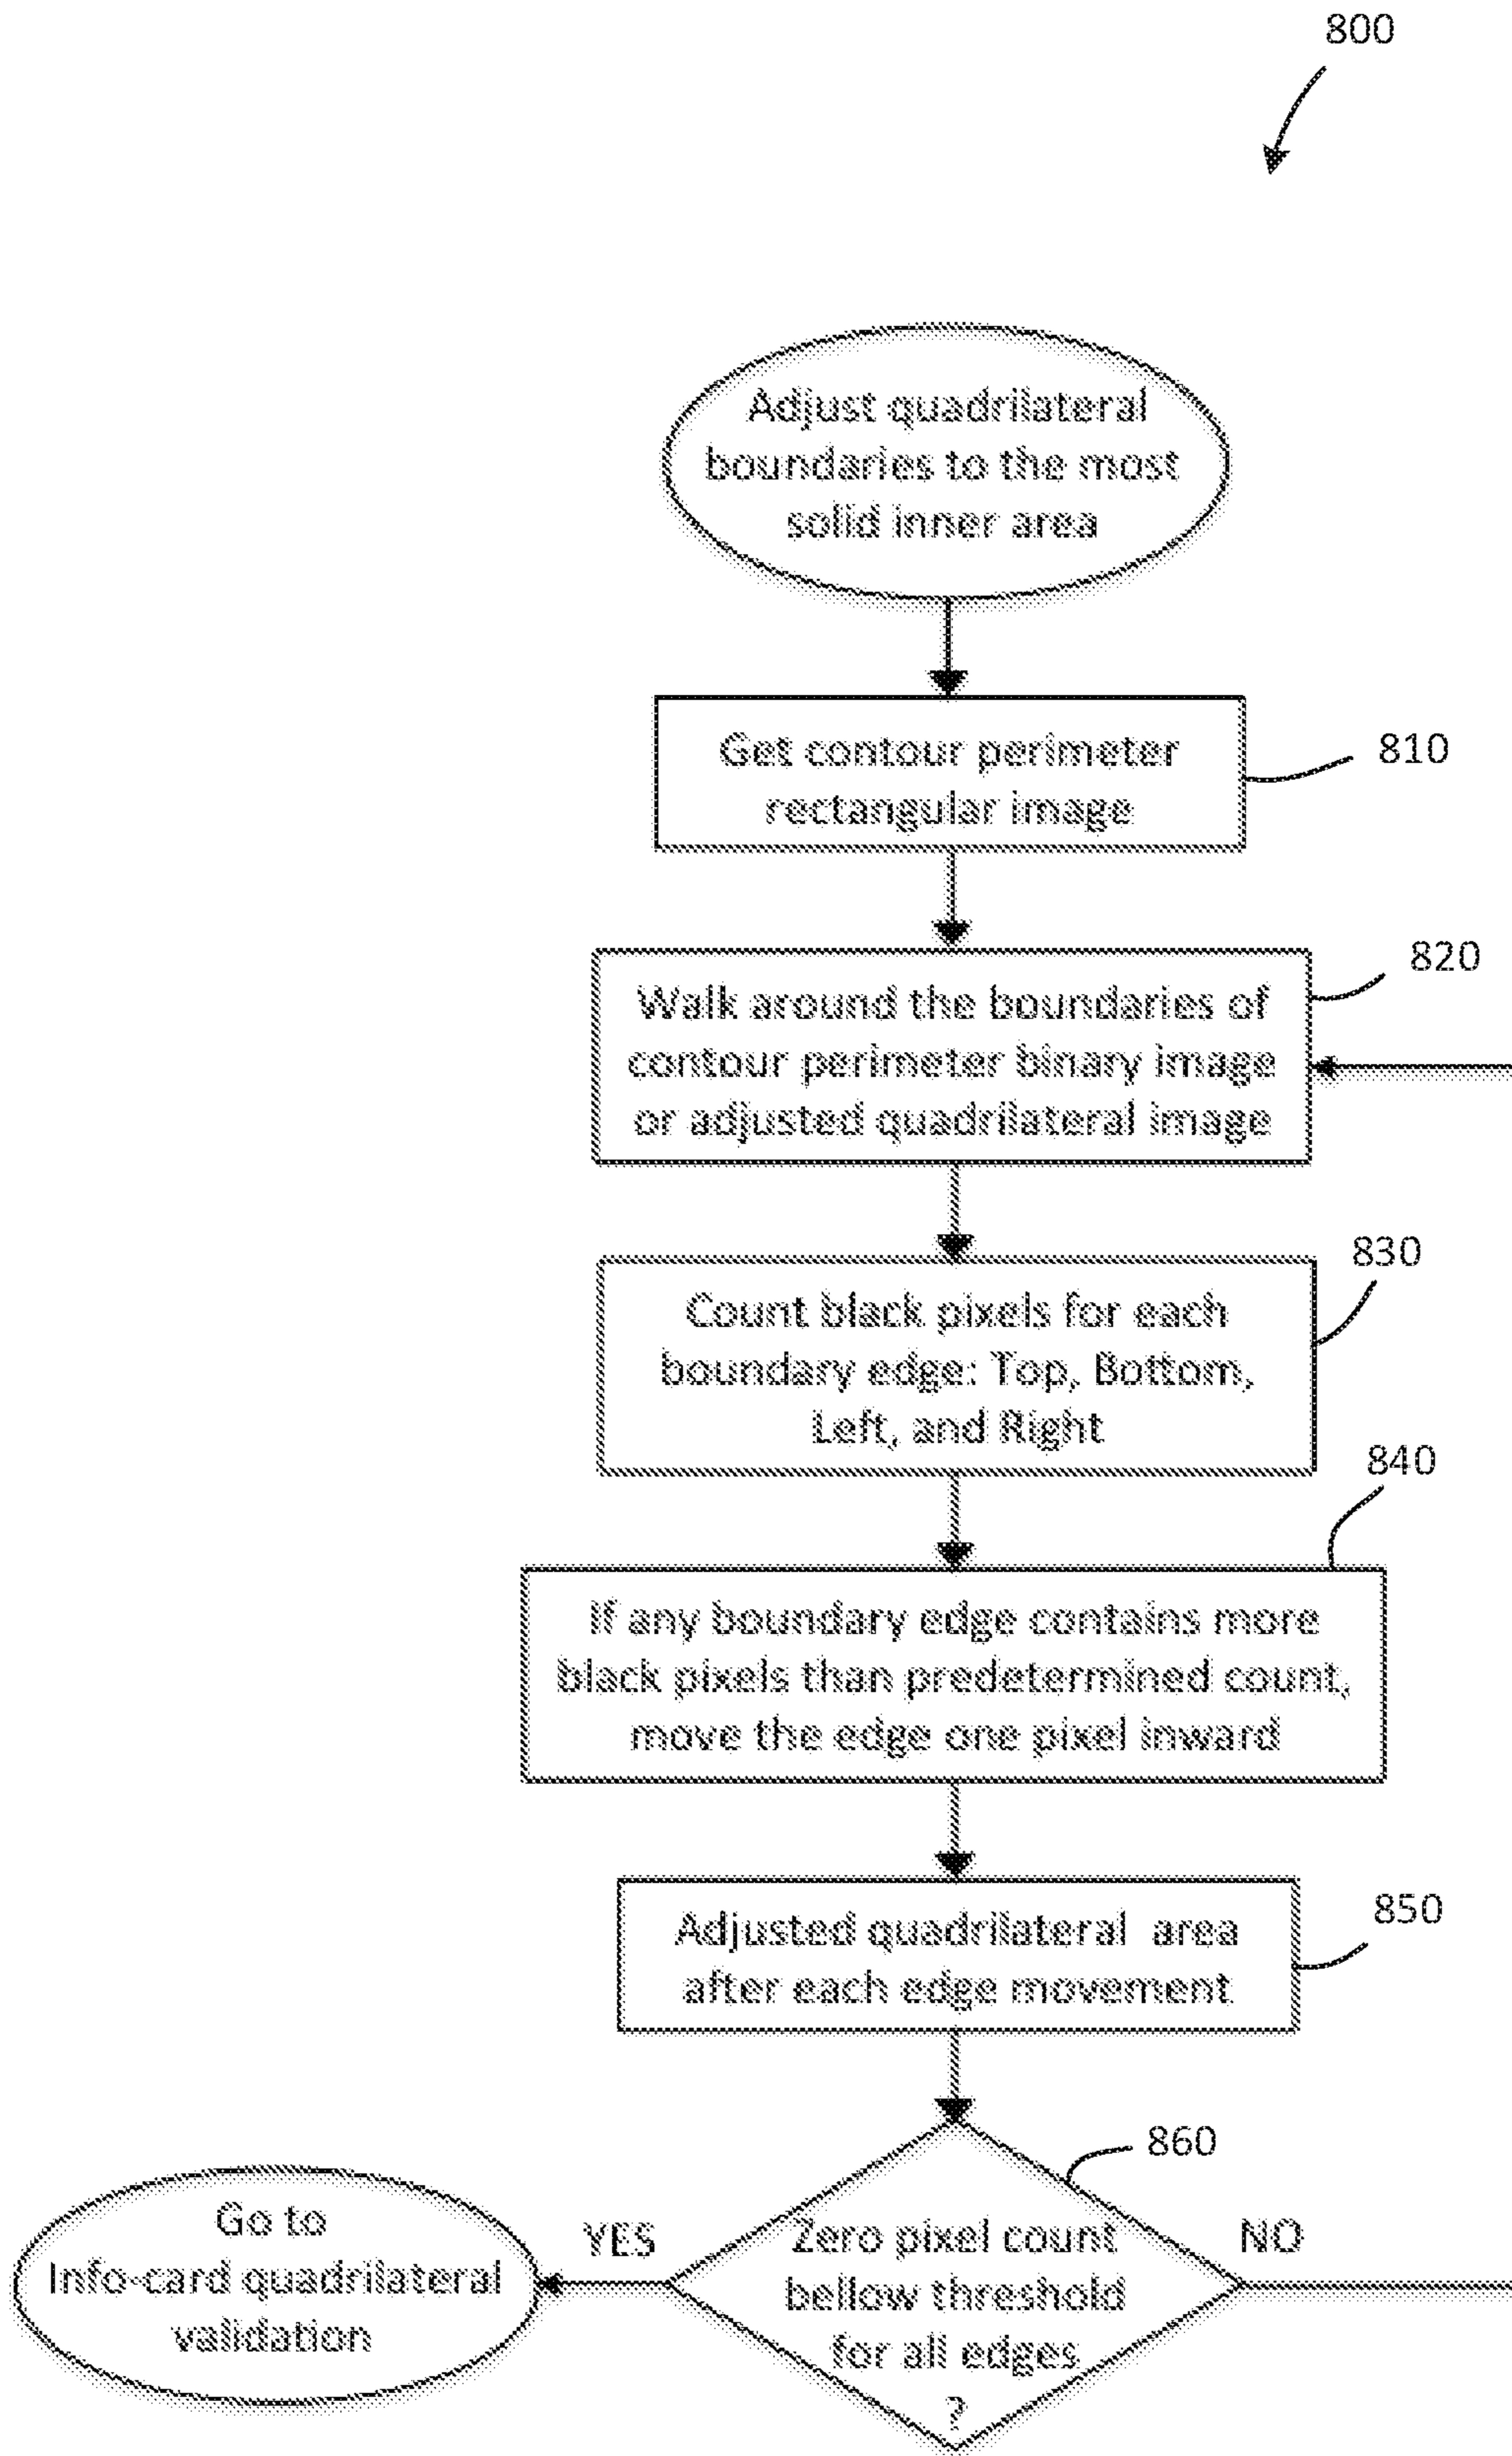 800
Adjust quadrilateral
boundaries to the most
solid inner area
Get contour perimeter
rectangular image
810
820
Walk around the boundaries of
contour perimeter binary image
or adjusted quadrilateral image
830
Count black pixels for each
boundary edge: Top, Bottom,
Left, and Right
840
If any boundary edge contains more
black pixels than predetermined count,
move the edge one pixel inward
850
Adjusted quadrilateral area
after each edge movement
860
Go to
Info-card quadrilateral
validation
YES
Zero pixel count
bellow threshold
for all edges
?
NO